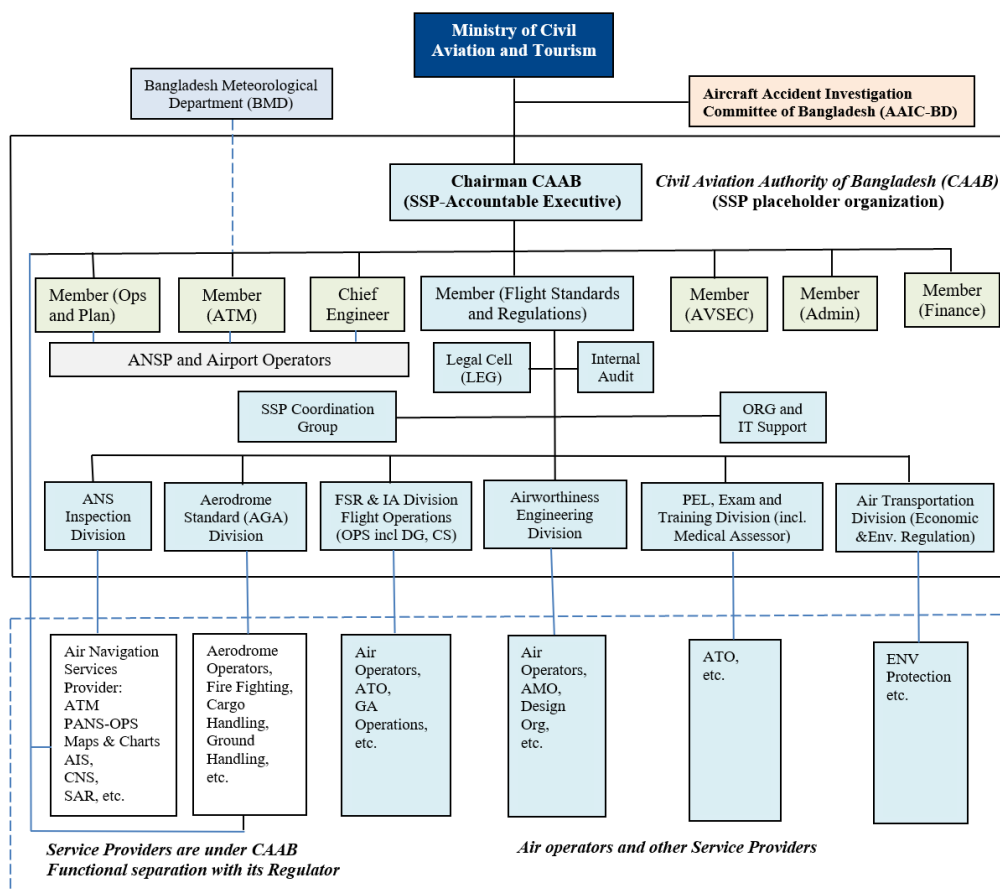 Ministry of Civil
Aviation and Tourism
Bangladesh Meteorological
Department (BMD)
Aircraft Accident Investigation
Committee of Bangladesh (AAIC-BD)
Chairman CAAB
(SSP-Accountable Executive)
Civil Aviation Authority of Bangladesh (CAAB)
(SSP placeholder organization)
Member (Ops
and Plan)
Member
(ATM)
Chief
Engineer
Member (Flight Standards
and Regulations)
Member
(AVSEC)
Member
(Admin)
Member
(Finance)
ANSP and Airport Operators
Legal Cell
(LEG)
Internal
Audit
SSP Coordination
Group
ORG and
IT Support
ANS
Inspection
Division
Aerodrome
Standard (AGA)
Division
FSR & IA Division
Flight Operations
(OPS incl DG, CS)
Airworthiness
Engineering
Division
PEL, Exam and
Training Division (incl.
Medical Assessor)
Air Transportation
Division (Economic
&Env. Regulation)
Air Navigation
Services
Provider:
ATM
PANS-OPS
Maps & Charts
AIS,
CNS,
SAR, etc.
Aerodrome
Operators,
Fire Fighting,
Cargo
Handling,
Ground
Handling,
etc.
Air
Operators,
ATO,
GA
Operations,
etc.
Air
Operators,
AMO,
Design
Org,
etc.
ATO,
etc.
ENV
Protection
etc.
Service Providers are under CAAB
Functional separation with its Regulator
Air operators and other Service Providers